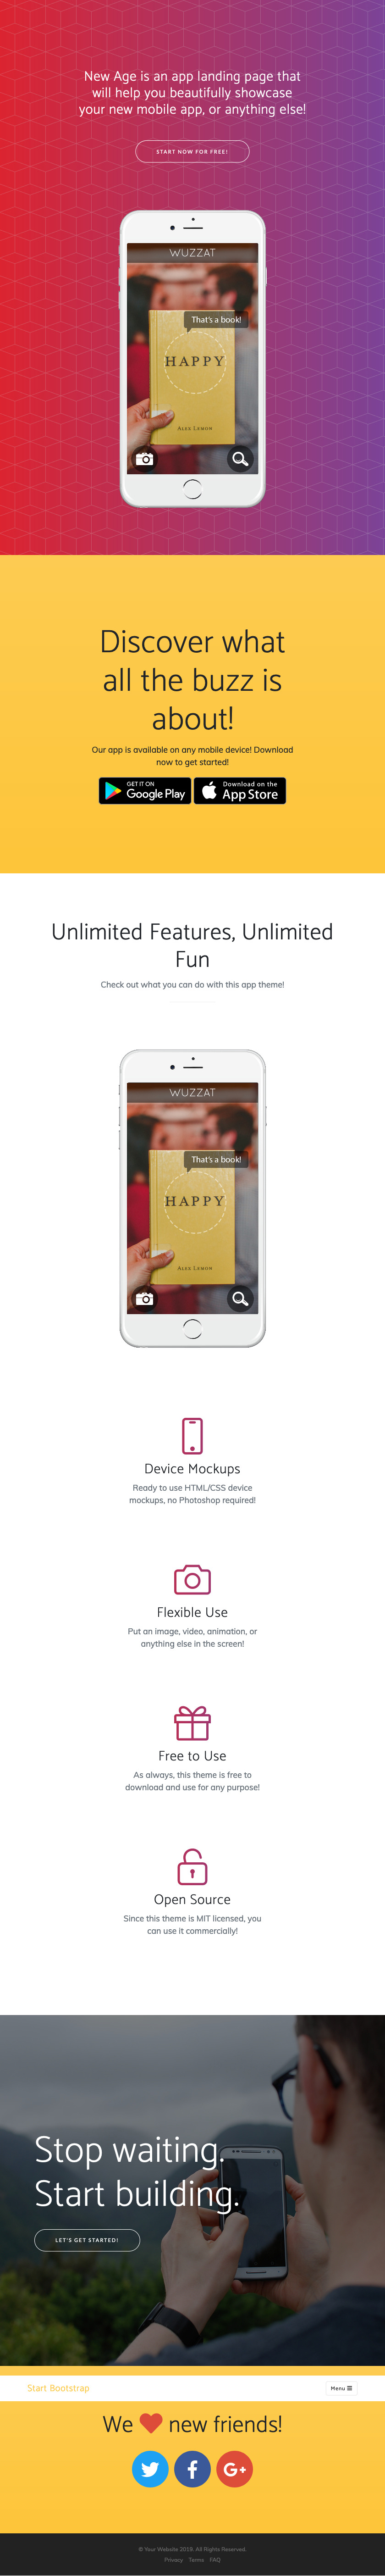 New Age is an app landing page that
will help you beautifully showcase
your new mobile app, or anything else!
START NOW FOR FREE!
WUZZAT
That's a book!
HAPPY
ALEX LEMON
Discover what
all the buzz is
about!
Our app is available on any mobile device! Download
now to get started!
GET IT ON
Google Play
Download on the
App Store
Unlimited Features, Unlimited
Fun
Check out what you can do with this app theme!
WUZZAT
That's a book!
HAPPY
ALEX LEMON
Device Mockups
Ready to use HTML/CSS device
mockups, no Photoshop required!
Flexible Use
Put an image, video, animation, or
anything else in the screen!
Free to Use
As always, this theme is free to
download and use for any purpose!
Open Source
Since this theme is MIT licensed, you
can use it commercially!
Stop waiting.
Start building.
LET'S GET STARTED!
Start Bootstrap
Menu
We new friends!
G+
© Your Website 2019. All Rights Reserved.
Privacy Terms FAQ